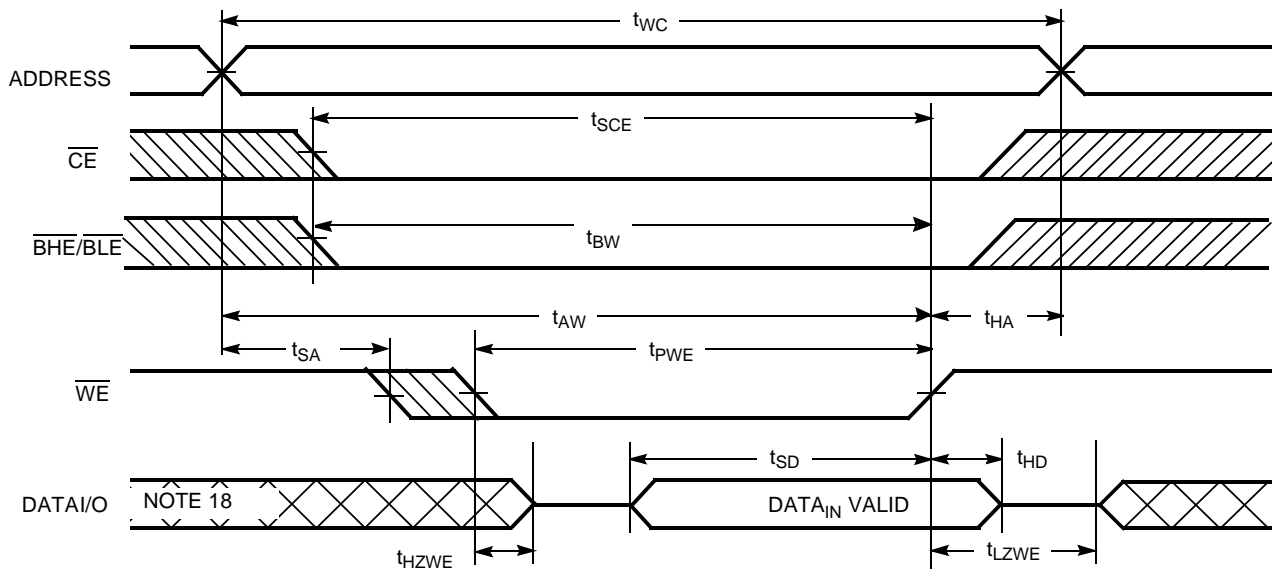 tWC
ADDRESS
tSCE
CE
tBW
BHE/BLE
tAW
tHA
tSA
tPWE
WE
tSD
tHD
DATAI/O
NOTE 18
DATAIN VALID
tHZWE
tLZWE